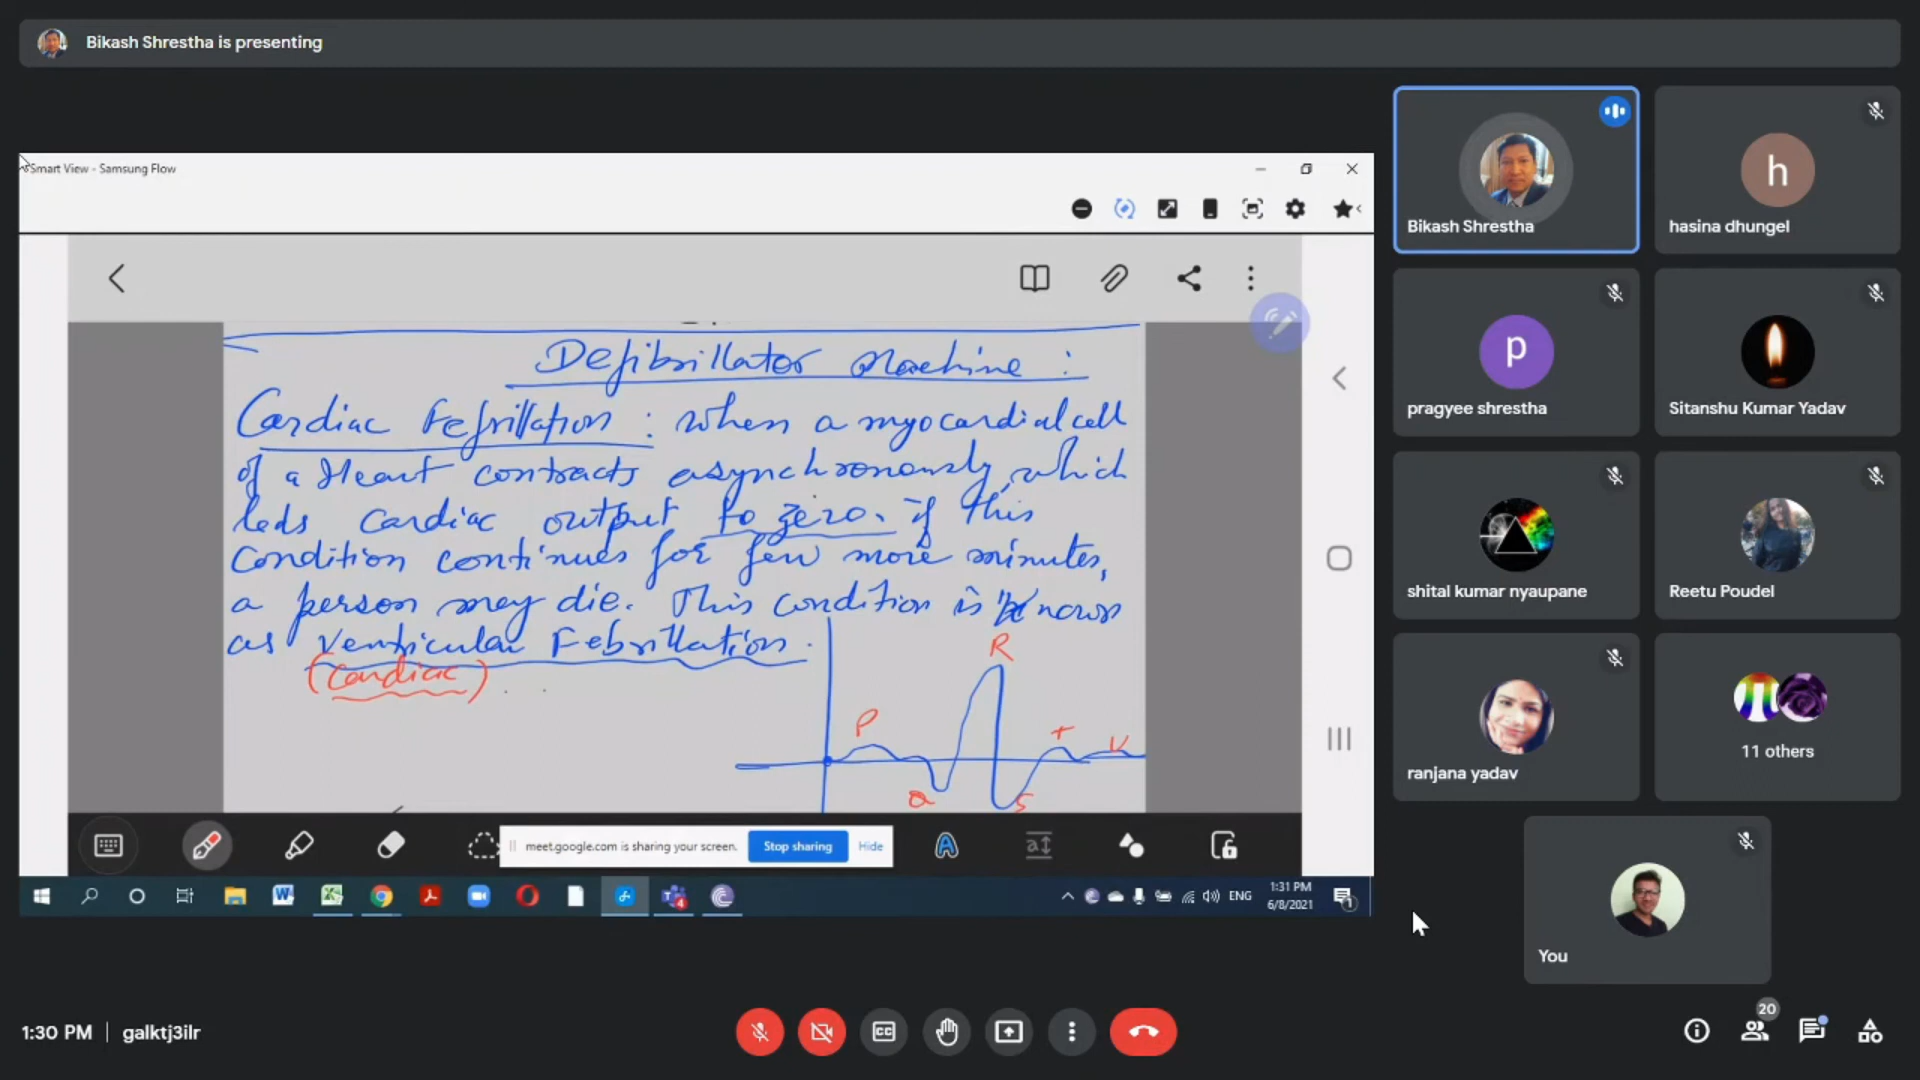 Bikash Shrestha is presenting
Smart View - Samsung Flow
Defibrillator Machine :
Cardiac Febrillation : when a myocardial cell
of a Heart contracts asynchronously, which
leds cardiac output to zero. if this
condition continues for few more minutes,
a person may die. This condition is known
as Ventricular Febrillation.
(Cardiac)
R
P
T
U
Q
S
meet.google.com is sharing your screen.
Stop sharing
Hide
ENG
1:31 PM
6/8/2021
Bikash Shrestha
h
hasina dhungel
p
pragyee shrestha
Sitanshu Kumar Yadav
shital kumar nyaupane
Reetu Poudel
ranjana yadav
11 others
You
1:30 PM
galktj3ilr
CC
20